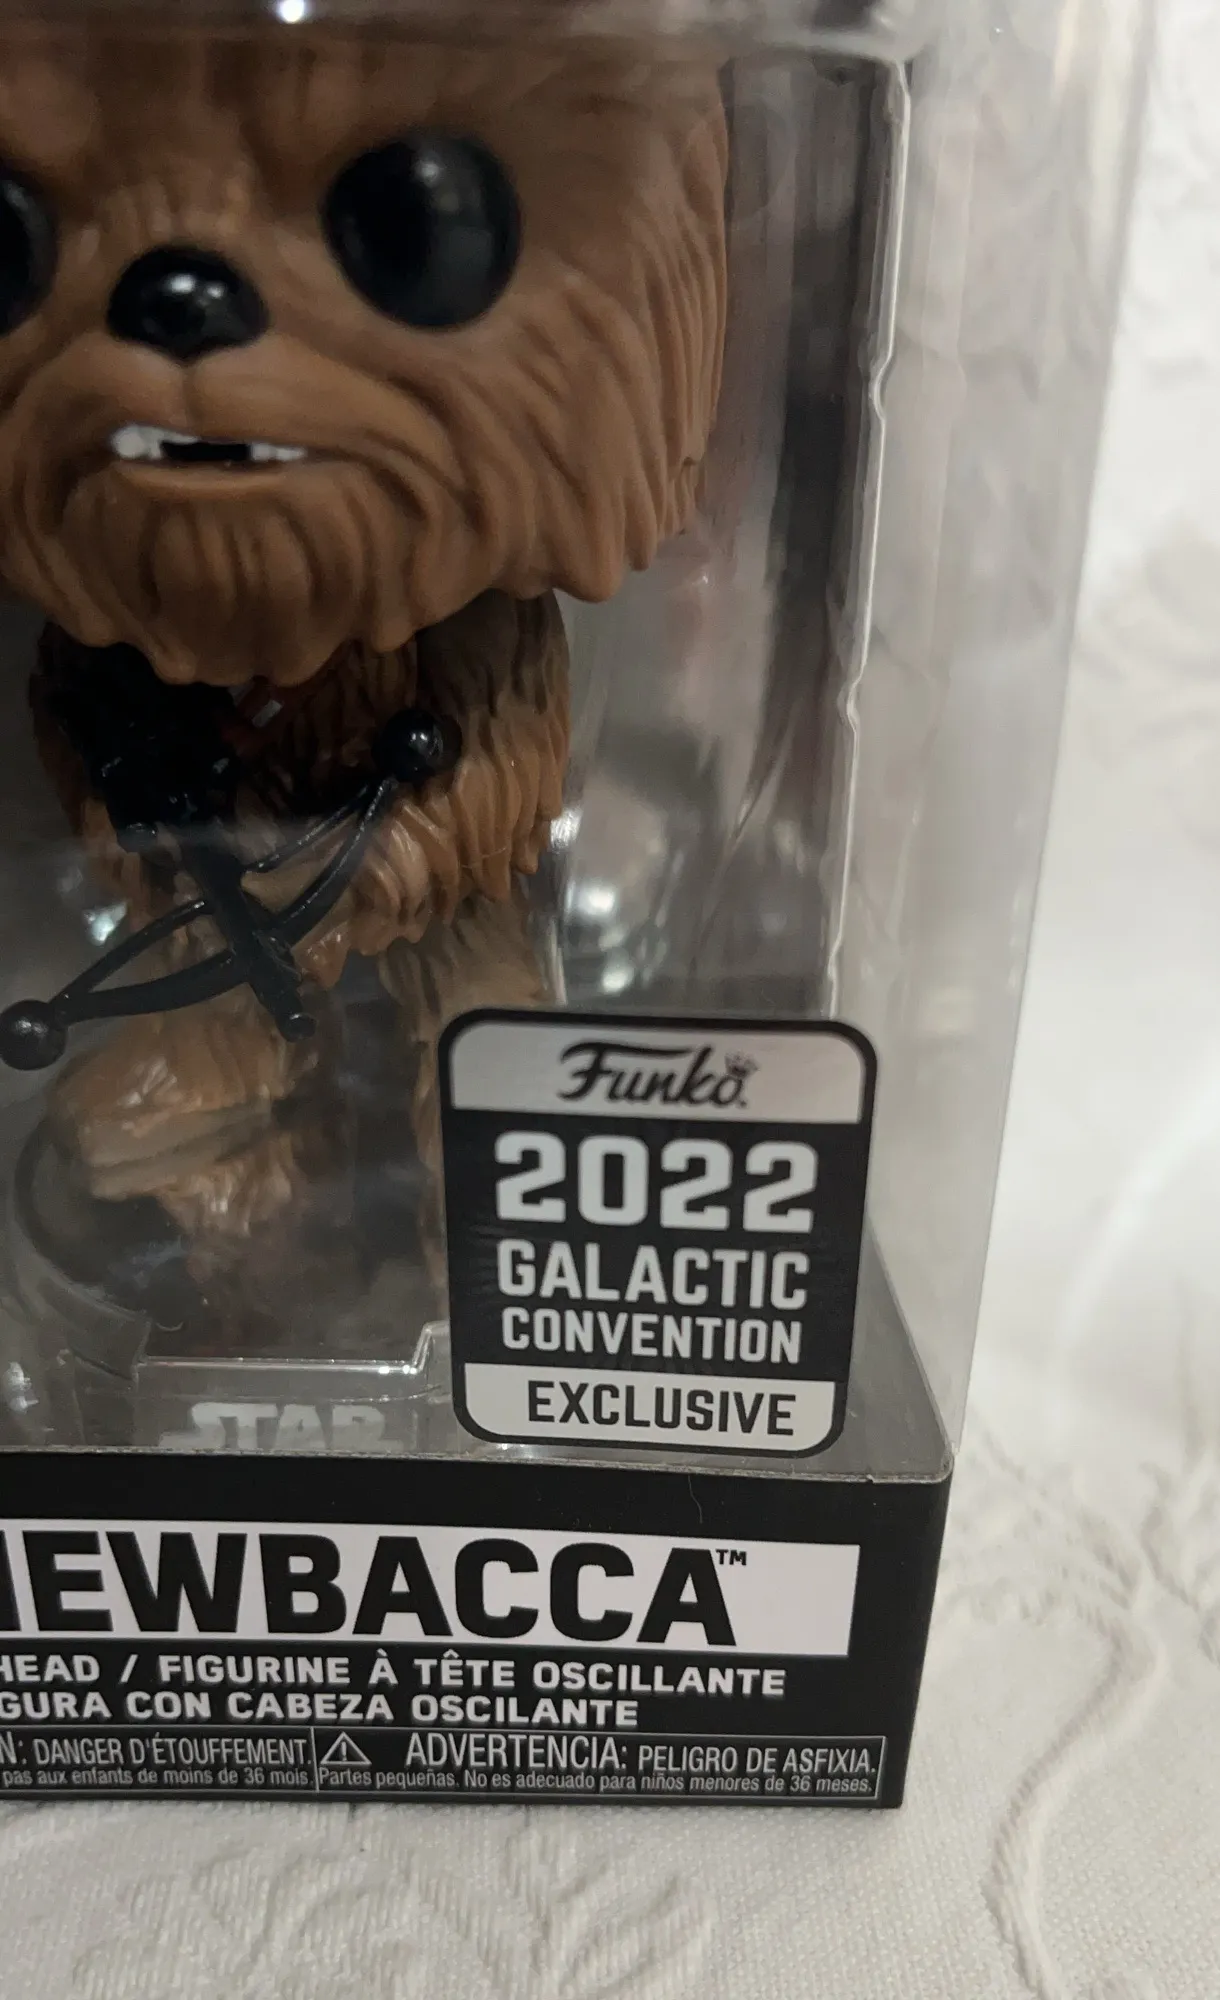 Funko
2022
GALACTIC
CONVENTION
EXCLUSIVE
STAR
HEWBACCA™
HEAD / FIGURINE À TÊTE OSCILLANTE
GURA CON CABEZA OSCILANTE
N: DANGER D'ÉTOUFFEMENT. ⚠ ADVERTENCIA: PELIGRO DE ASFIXIA.
pas aux enfants de moins de 36 mois. Partes pequeñas. No es adecuado para niños menores de 36 meses.